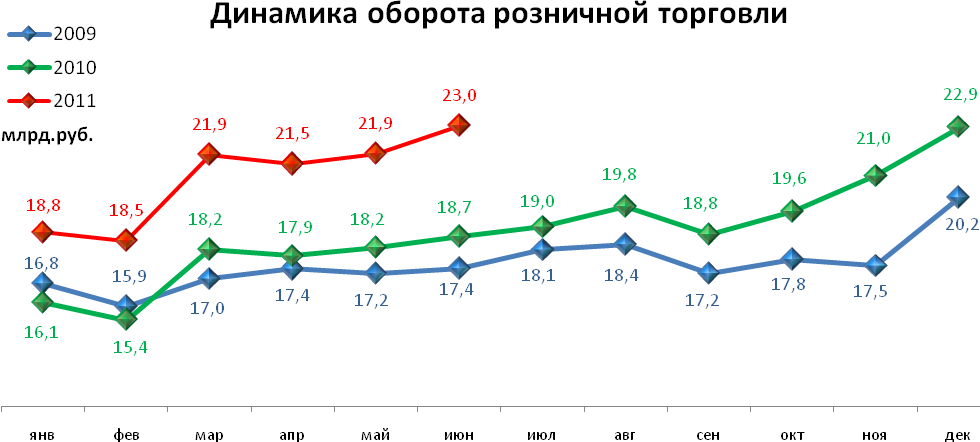 Динамика оборота розничной торговли
2009
2010
2011
млрд.руб.
18,8 18,5 21,9 21,5 21,9 23,0
16,1 15,4 18,2 17,9 18,2 18,7 19,0 19,8 18,8 19,6 21,0 22,9
16,8 15,9 17,0 17,4 17,2 17,4 18,1 18,4 17,2 17,8 17,5 20,2
янв фев мар апр май июн июл авг сен окт ноя дек